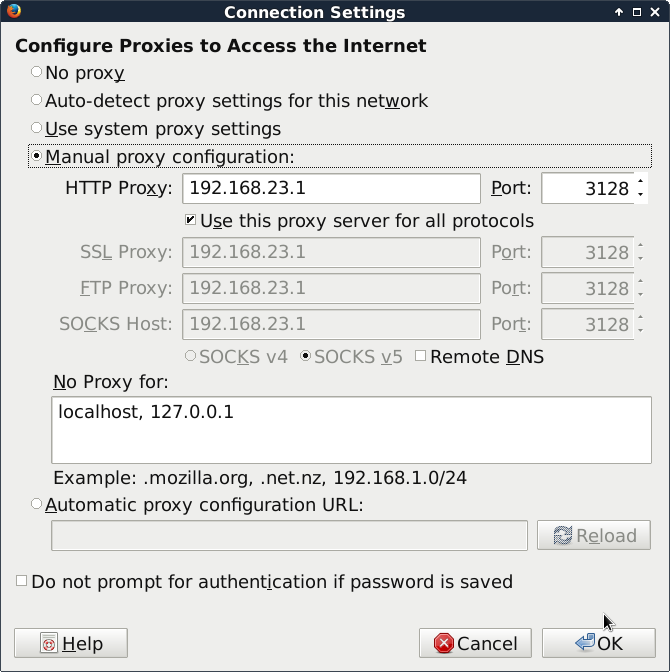 Connection Settings
Configure Proxies to Access the Internet
No proxy
Auto-detect proxy settings for this network
Use system proxy settings
Manual proxy configuration:
HTTP Proxy: 192.168.23.1 Port: 3128
Use this proxy server for all protocols
SSL Proxy: 192.168.23.1 Port: 3128
FTP Proxy: 192.168.23.1 Port: 3128
SOCKS Host: 192.168.23.1 Port: 3128
SOCKS v4 SOCKS v5 Remote DNS
No Proxy for:
localhost, 127.0.0.1
Example: .mozilla.org, .net.nz, 192.168.1.0/24
Automatic proxy configuration URL:
Reload
Do not prompt for authentication if password is saved
Help Cancel OK